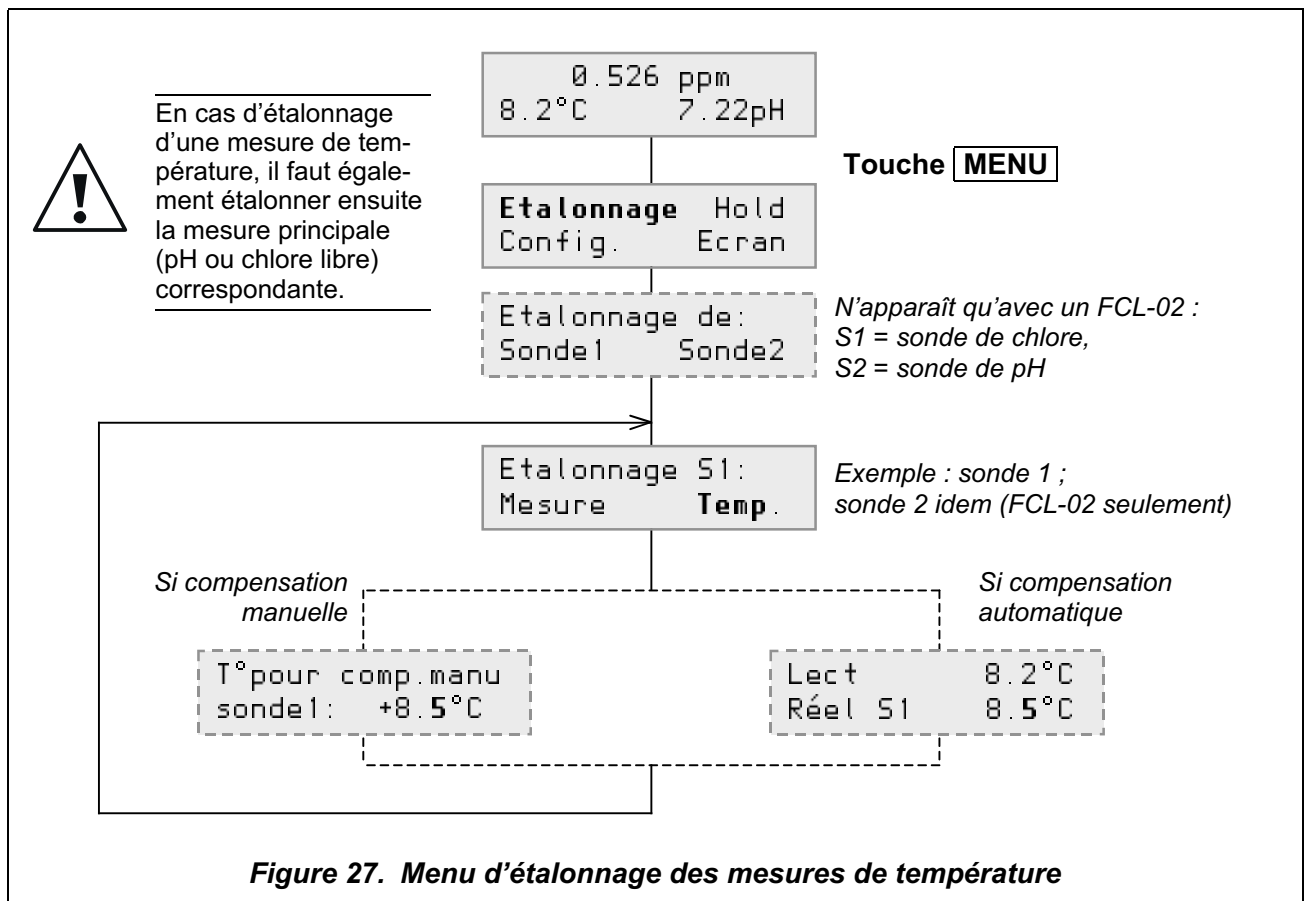 0.526 ppm
8.2°C 7.22pH
En cas d'étalonnage
d'une mesure de tem-
pérature, il faut égale-
ment étalonner ensuite
la mesure principale
(pH ou chlore libre)
correspondante.
Touche MENU
Etalonnage Hold
Config. Ecran
Etalonnage de:
Sonde1 Sonde2
N'apparaît qu'avec un FCL-02 :
S1 = sonde de chlore,
S2 = sonde de pH
Etalonnage S1:
Mesure Temp.
Exemple : sonde 1 ;
sonde 2 idem (FCL-02 seulement)
Si compensation
manuelle
Si compensation
automatique
T°pour comp.manu
sonde1: +8.5°C
Lect 8.2°C
Réel S1 8.5°C
Figure 27. Menu d'étalonnage des mesures de température